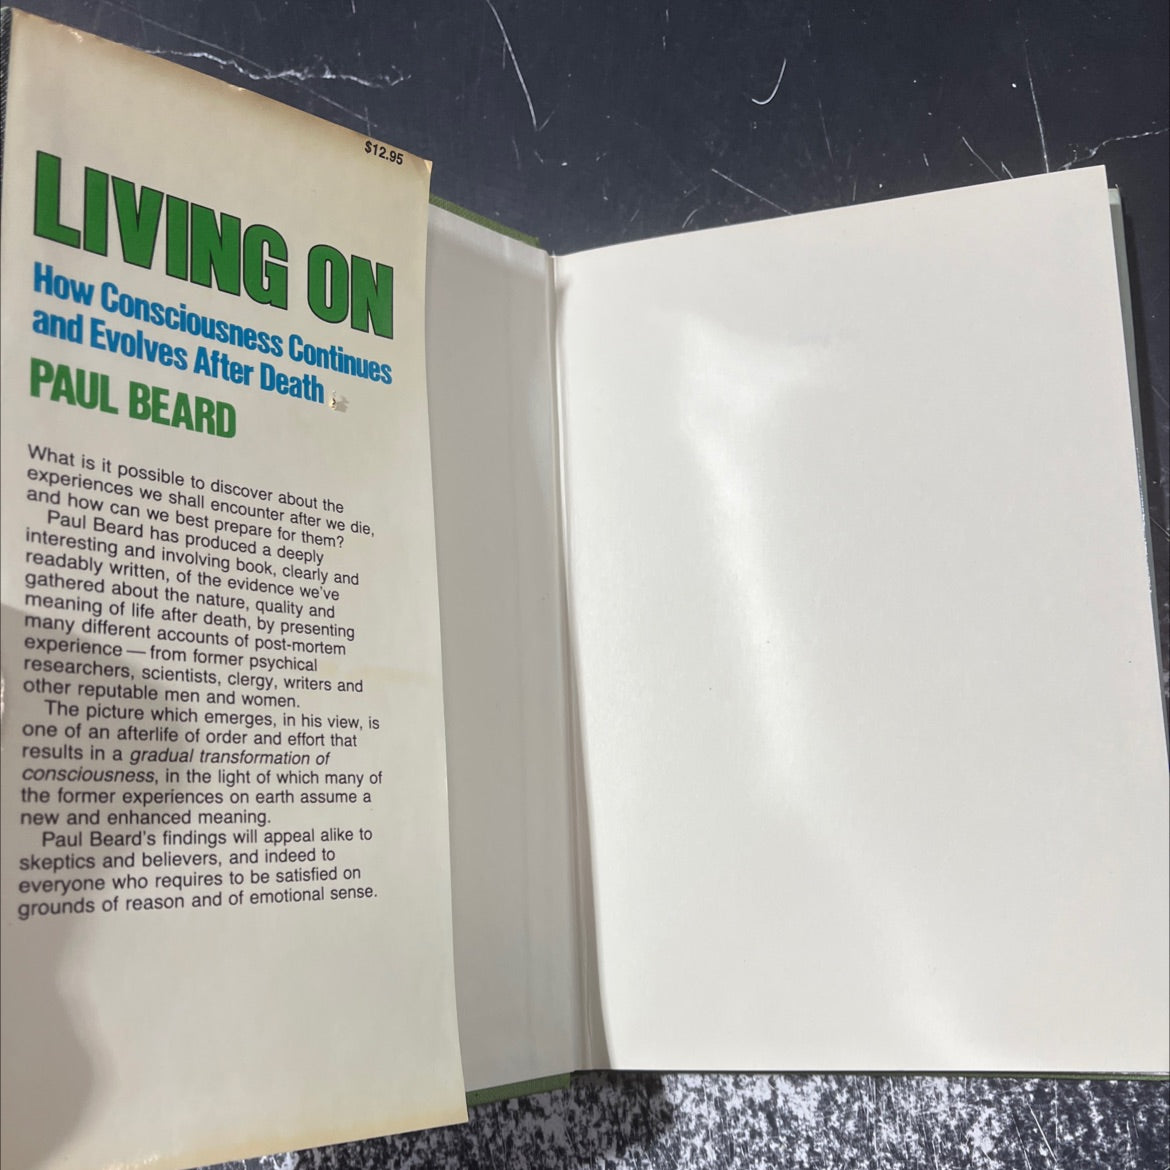 $12.95
LIVING ON
How Consciousness Continues
and Evolves After Death
PAUL BEARD
What is it possible to discover about the
experiences we shall encounter after we die,
and how can we best prepare for them?
Paul Beard has produced a deeply
interesting and involving book, clearly and
readably written, of the evidence we've
gathered about the nature, quality and
meaning of life after death, by presenting
many different accounts of post-mortem
experience — from former psychical
researchers, scientists, clergy, writers and
other reputable men and women.
The picture which emerges, in his view, is
one of an afterlife of order and effort that
results in a gradual transformation of
consciousness, in the light of which many of
the former experiences on earth assume a
new and enhanced meaning.
Paul Beard's findings will appeal alike to
skeptics and believers, and indeed to
everyone who requires to be satisfied on
grounds of reason and of emotional sense.